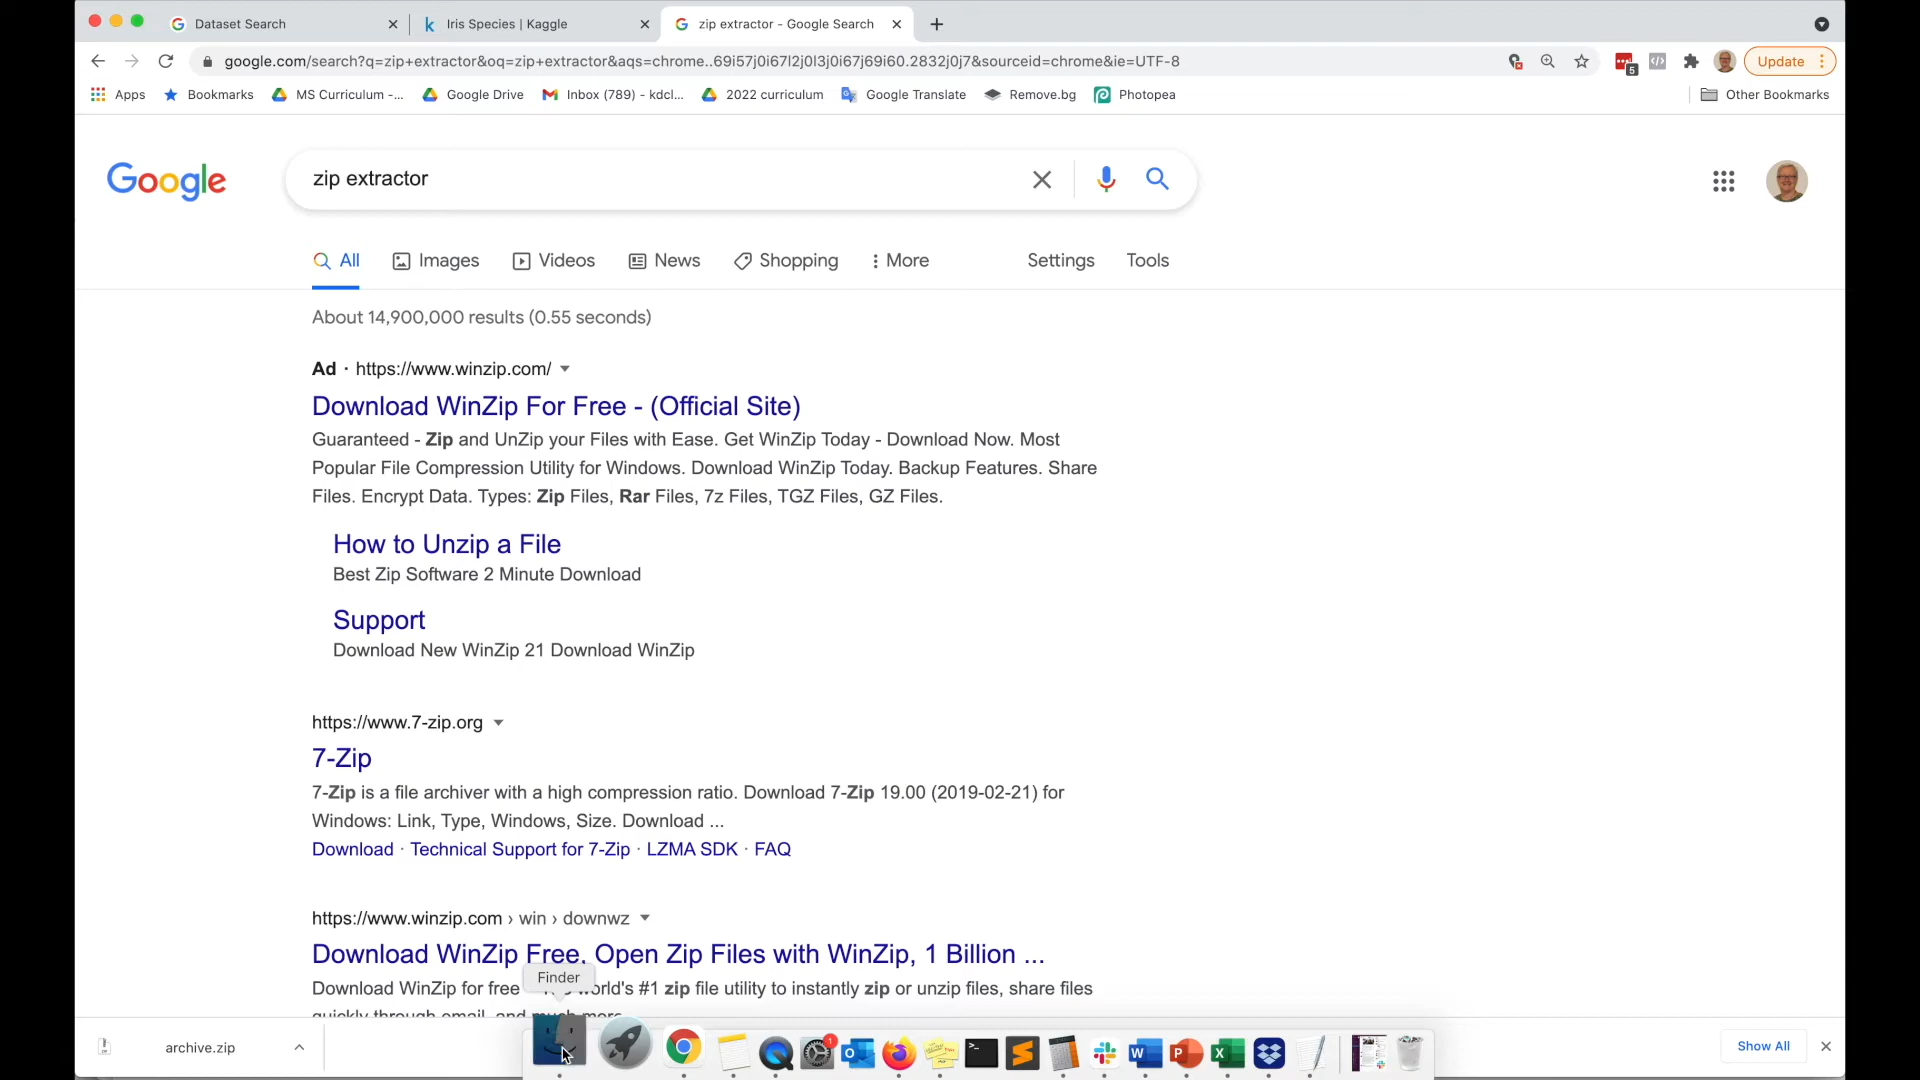 Dataset Search
Iris Species | Kaggle
zip extractor - Google Search
google.com/search?q=zip+extractor&oq=zip+extractor&aqs=chrome..69i57j0i67l2j0l3j0i67j69i60.2832j0j7&sourceid=chrome&ie=UTF-8
5
Update
Apps
Bookmarks
MS Curriculum -...
Google Drive
Inbox (789) - kdcl...
2022 curriculum
Google Translate
Remove.bg
Photopea
Other Bookmarks
Google
zip extractor
All
Images
Videos
News
Shopping
More
Settings
Tools
About 14,900,000 results (0.55 seconds)
Ad · https://www.winzip.com/
Download WinZip For Free - (Official Site)
Guaranteed - Zip and UnZip your Files with Ease. Get WinZip Today - Download Now. Most
Popular File Compression Utility for Windows. Download WinZip Today. Backup Features. Share
Files. Encrypt Data. Types: Zip Files, Rar Files, 7z Files, TGZ Files, GZ Files.
How to Unzip a File
Best Zip Software 2 Minute Download
Support
Download New WinZip 21 Download WinZip
https://www.7-zip.org
7-Zip
7-Zip is a file archiver with a high compression ratio. Download 7-Zip 19.00 (2019-02-21) for
Windows: Link, Type, Windows, Size. Download ...
Download · Technical Support for 7-Zip · LZMA SDK · FAQ
https://www.winzip.com › win › downwz
Download WinZip Free, Open Zip Files with WinZip, 1 Billion ...
Finder
Download WinZip for free world's #1 zip file utility to instantly zip or unzip files, share files
quickly through email, and much more
archive.zip
1
Show All